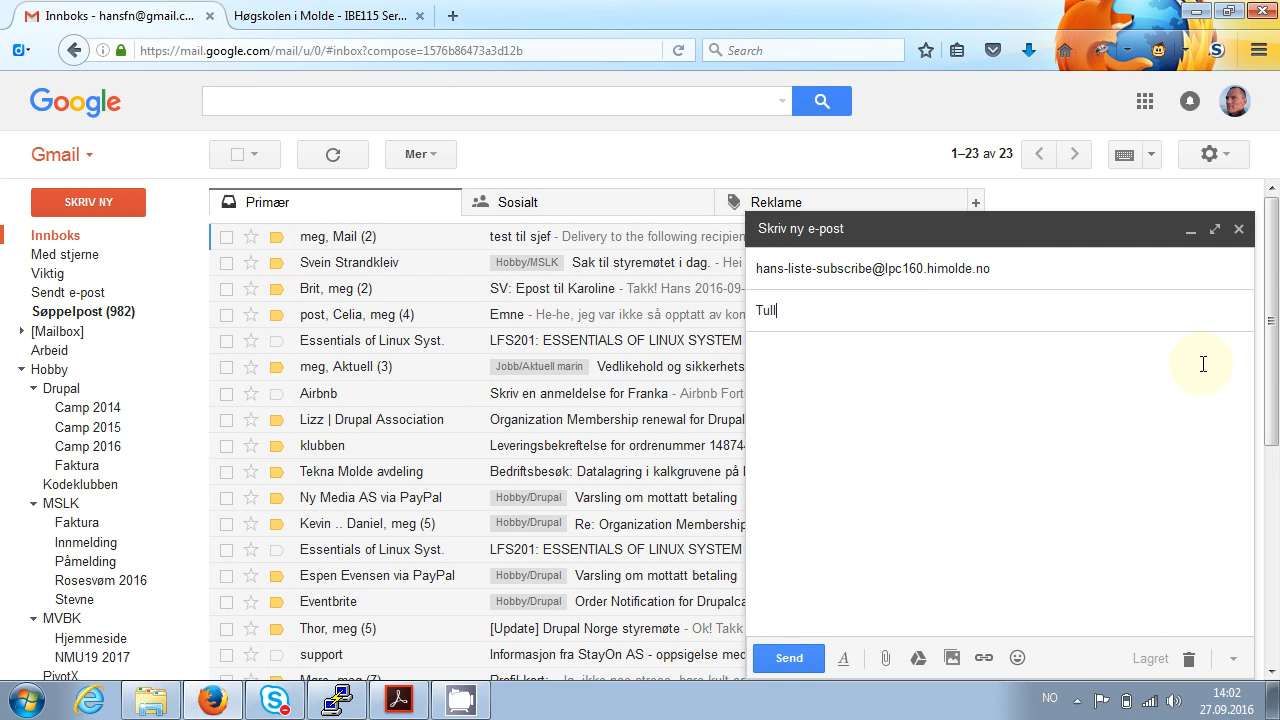 Innboks - hansfn@gmail.c... × Høgskolen i Molde - IBE115 Ser... × +
https://mail.google.com/mail/u/0/#inbox?compose=1576b86473a3d12b Search
Google
Gmail Mer 1–23 av 23
SKRIV NY Primær Sosialt Reklame +
Innboks
Med stjerne
Viktig
Sendt e-post
Søppelpost (982)
[Mailbox]
Arbeid
Hobby
Drupal
Camp 2014
Camp 2015
Camp 2016
Faktura
Kodeklubben
MSLK
Faktura
Innmelding
Påmelding
Rosesvøm 2016
Stevne
MVBK
Hjemmeside
NMU19 2017
PivotX
meg, Mail (2) test til sjef - Delivery to the following recipien
Svein Strandkleiv Hobby/MSLK Sak til styremøtet i dag. - Hei
Brit, meg (2) SV: Epost til Karoline - Takk! Hans 2016-09-
post, Celia, meg (4) Emne - He-he, jeg var ikke så opptatt av kon
Essentials of Linux Syst. LFS201: ESSENTIALS OF LINUX SYSTEM
meg, Aktuell (3) Jobb/Aktuell marin Vedlikehold og sikkerhets
Airbnb Skriv en anmeldelse for Franka - Airbnb Fort
Lizz | Drupal Association Organization Membership renewal for Drupal
klubben Leveringsbekreftelse for ordrenummer 14874
Tekna Molde avdeling Bedriftsbesøk: Datalagring i kalkgruvene på
Ny Media AS via PayPal Hobby/Drupal Varsling om mottatt betaling
Kevin .. Daniel, meg (5) Hobby/Drupal Re: Organization Membership
Essentials of Linux Syst. LFS201: ESSENTIALS OF LINUX SYSTEM
Espen Evensen via PayPal Hobby/Drupal Varsling om mottatt betaling
Eventbrite Hobby/Drupal Order Notification for Drupalca
Thor, meg (5) [Update] Drupal Norge styremøte - Ok! Takk
support Informasjon fra StayOn AS - oppsigelse med
Skriv ny e-post
hans-liste-subscribe@lpc160.himolde.no
Tull
Send Lagret
NO 14:02
27.09.2016